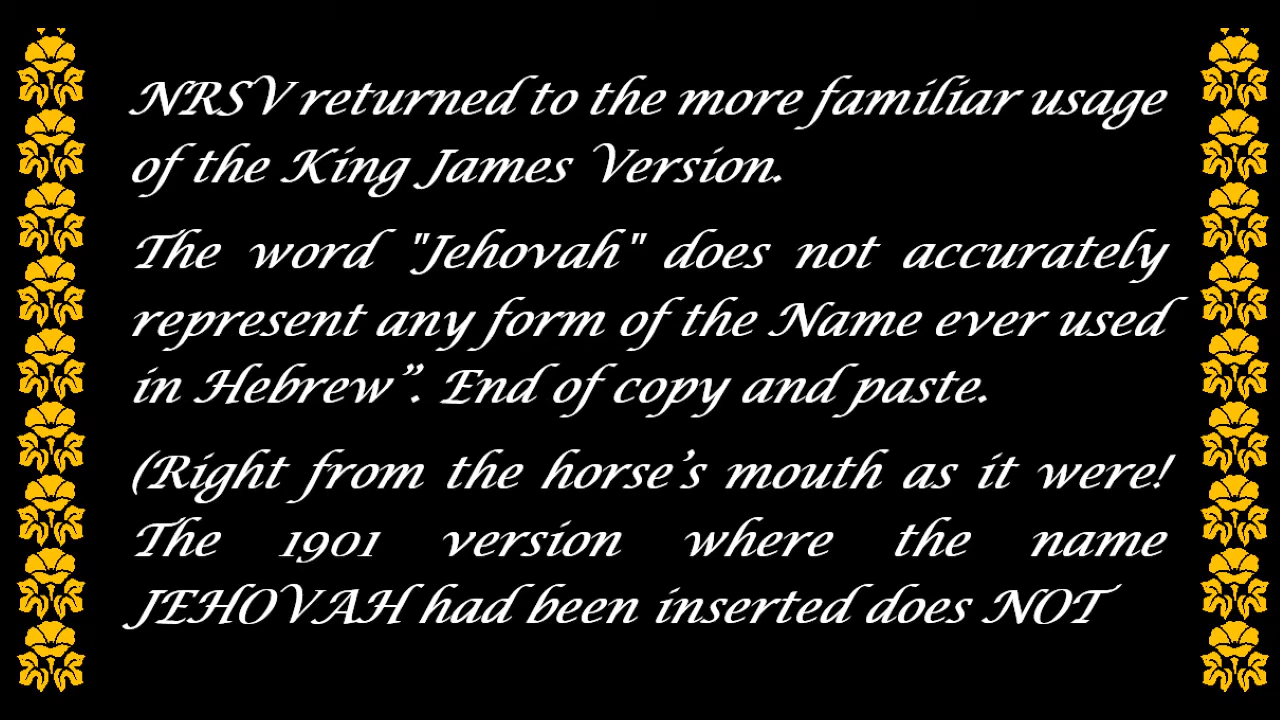 NRSV returned to the more familiar usage
of the King James Version.
The word "Jehovah" does not accurately
represent any form of the Name ever used
in Hebrew”. End of copy and paste.
(Right from the horse’s mouth as it were!
The 1901 version where the name
JEHOVAH had been inserted does NOT